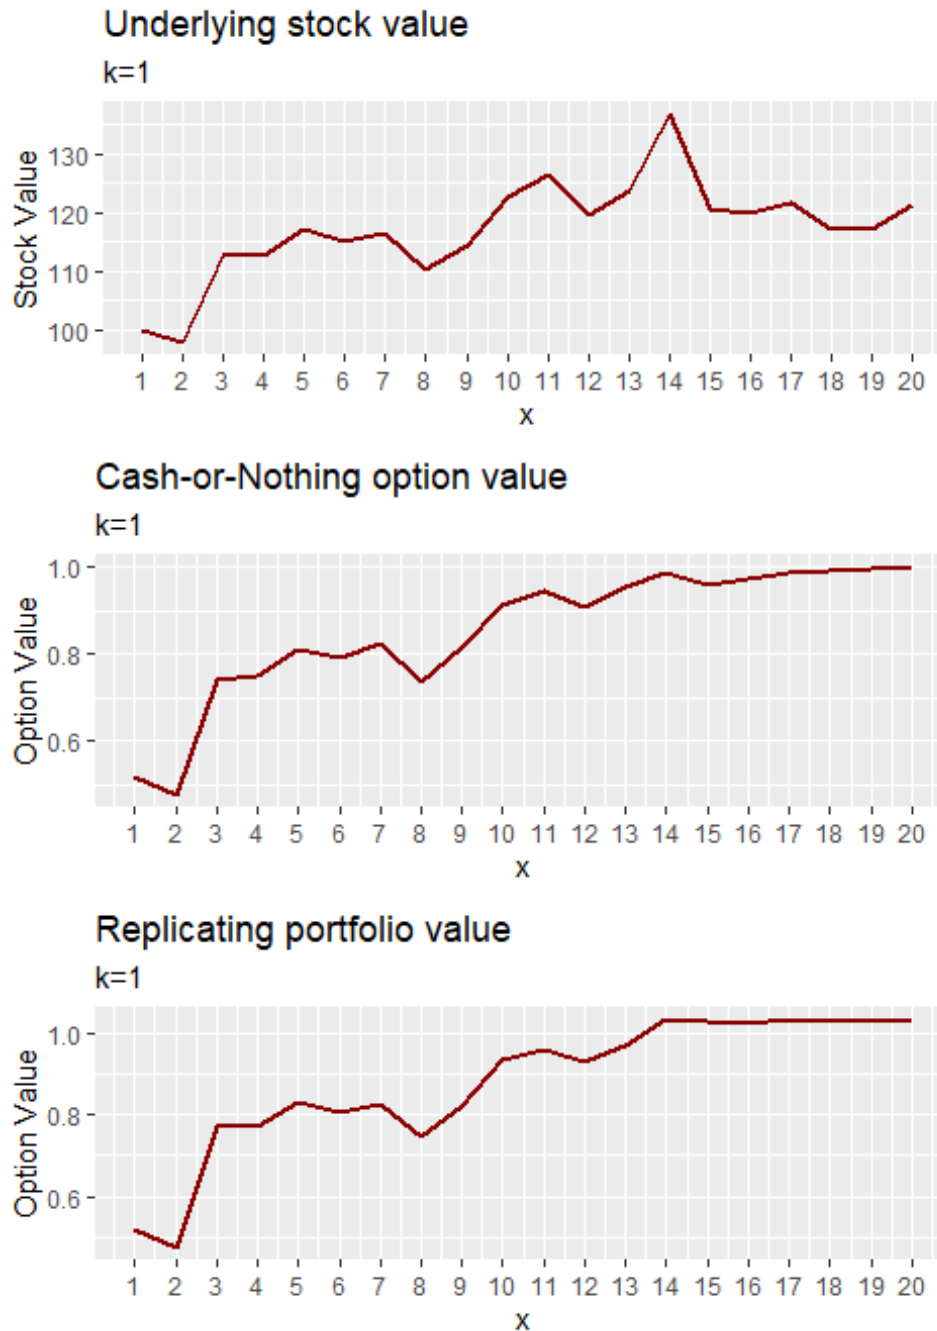 Underlying stock value
k=1
Stock Value
130
120
110
100
1 2 3 4 5 6 7 8 9 10 11 12 13 14 15 16 17 18 19 20
x
Cash-or-Nothing option value
k=1
Option Value
1.0
0.8
0.6
1 2 3 4 5 6 7 8 9 10 11 12 13 14 15 16 17 18 19 20
x
Replicating portfolio value
k=1
Option Value
1.0
0.8
0.6
1 2 3 4 5 6 7 8 9 10 11 12 13 14 15 16 17 18 19 20
x